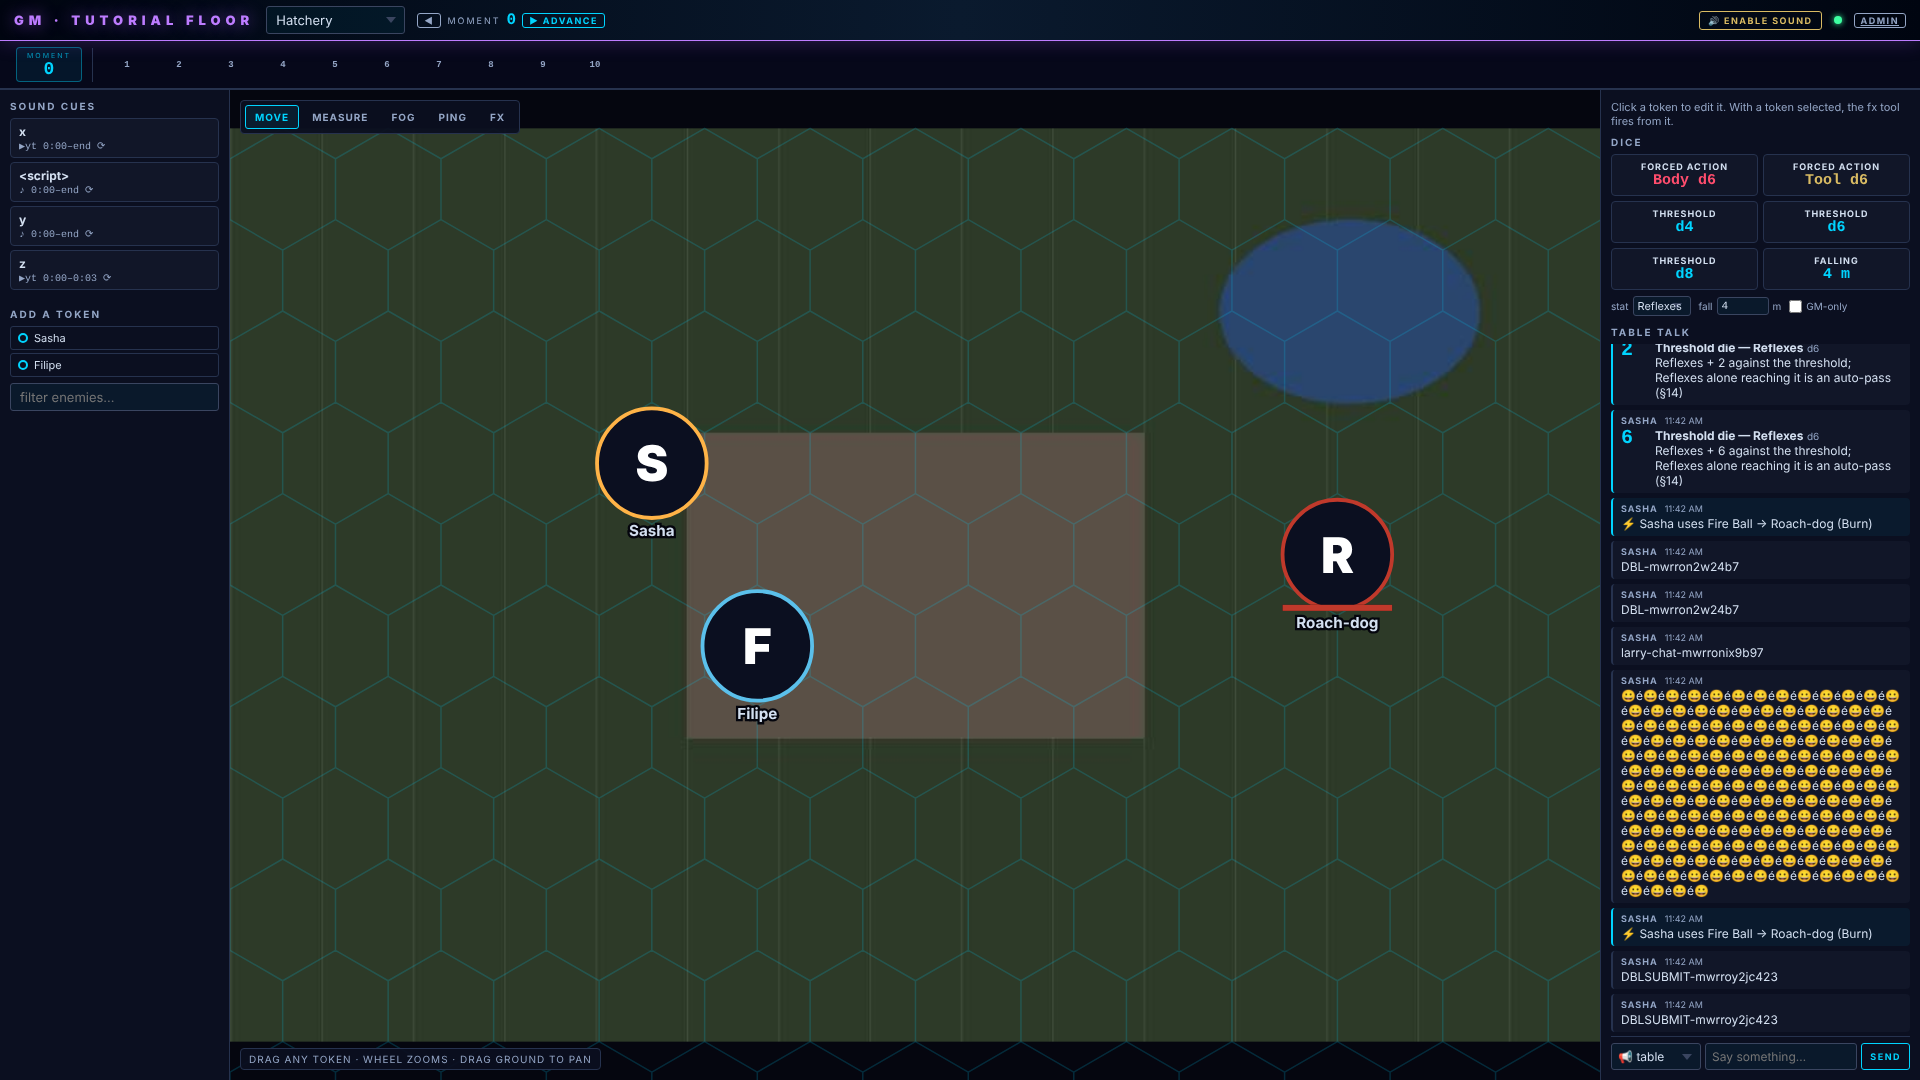 GM · TUTORIAL FLOOR
Hatchery
◀ MOMENT 0 ▶ ADVANCE
🔊 ENABLE SOUND
ADMIN
MOMENT
0
1 2 3 4 5 6 7 8 9 10
SOUND CUES
x
▶yt 0:00–end ⟳
<script>
♪ 0:00–end ⟳
y
♪ 0:00–end ⟳
z
▶yt 0:00–0:03 ⟳
ADD A TOKEN
Sasha
Filipe
filter enemies...
MOVE MEASURE FOG PING FX
S
Sasha
F
Filipe
R
Roach-dog
DRAG ANY TOKEN · WHEEL ZOOMS · DRAG GROUND TO PAN
Click a token to edit it. With a token selected, the fx tool
fires from it.
DICE
FORCED ACTION
Body d6
FORCED ACTION
Tool d6
THRESHOLD
d4
THRESHOLD
d6
THRESHOLD
d8
FALLING
4 m
stat Reflexes fall 4 m GM-only
TABLE TALK
2 Threshold die — Reflexes d6
Reflexes + 2 against the threshold;
Reflexes alone reaching it is an auto-pass
(§14)
SASHA 11:42 AM
6 Threshold die — Reflexes d6
Reflexes + 6 against the threshold;
Reflexes alone reaching it is an auto-pass
(§14)
SASHA 11:42 AM
⚡ Sasha uses Fire Ball → Roach-dog (Burn)
SASHA 11:42 AM
DBL-mwrron2w24b7
SASHA 11:42 AM
DBL-mwrron2w24b7
SASHA 11:42 AM
larry-chat-mwrronix9b97
SASHA 11:42 AM
😀é😀é😀é😀é😀é😀é😀é😀é😀é😀é😀é😀é😀
é😀é😀é😀é😀é😀é😀é😀é😀é😀é😀é😀é😀é
😀é😀é😀é😀é😀é😀é😀é😀é😀é😀é😀é😀é😀
é😀é😀é😀é😀é😀é😀é😀é😀é😀é😀é😀é😀é
😀é😀é😀é😀é😀é😀é😀é😀é😀é😀é😀é😀é😀
é😀é😀é😀é😀é😀é😀é😀é😀é😀é😀é😀é😀é
😀é😀é😀é😀é😀é😀é😀é😀é😀é😀é😀é😀é😀
é😀é😀é😀é😀é😀é😀é😀é😀é😀é😀é😀é😀é
😀é😀é😀é😀é😀é😀é😀é😀é😀é😀é😀é😀é😀
é😀é😀é😀é😀é😀é😀é😀é😀é😀é😀é😀é😀é
😀é😀é😀é😀é😀é😀é😀é😀é😀é😀é😀é😀é😀
é😀é😀é😀é😀é😀é😀é😀é😀é😀é😀é😀é😀é
😀é😀é😀é😀é😀é😀é😀é😀é😀é😀é😀é😀é😀
é😀é😀é😀é😀
SASHA 11:42 AM
⚡ Sasha uses Fire Ball → Roach-dog (Burn)
SASHA 11:42 AM
DBLSUBMIT-mwrroy2jc423
SASHA 11:42 AM
DBLSUBMIT-mwrroy2jc423
📢 table
Say something...
SEND